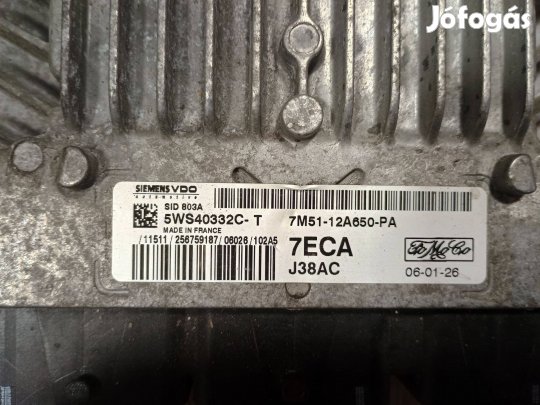 Jófogás
SIEMENS VDO
automotive
SID 803A
5WS40332C-T 7M51-12A650-PA
MADE IN FRANCE
/11511/256759187/06026/102A5
7ECA
J38AC
FoMoCo
06-01-26